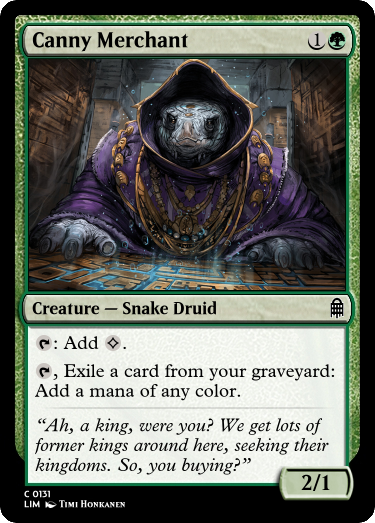 Canny Merchant 1
Creature — Snake Druid
: Add .
, Exile a card from your graveyard:
Add a mana of any color.
“Ah, a king, were you? We get lots of
former kings around here, seeking their
kingdoms. So, you buying?”
2/1
C 0131
LIM Timi Honkanen